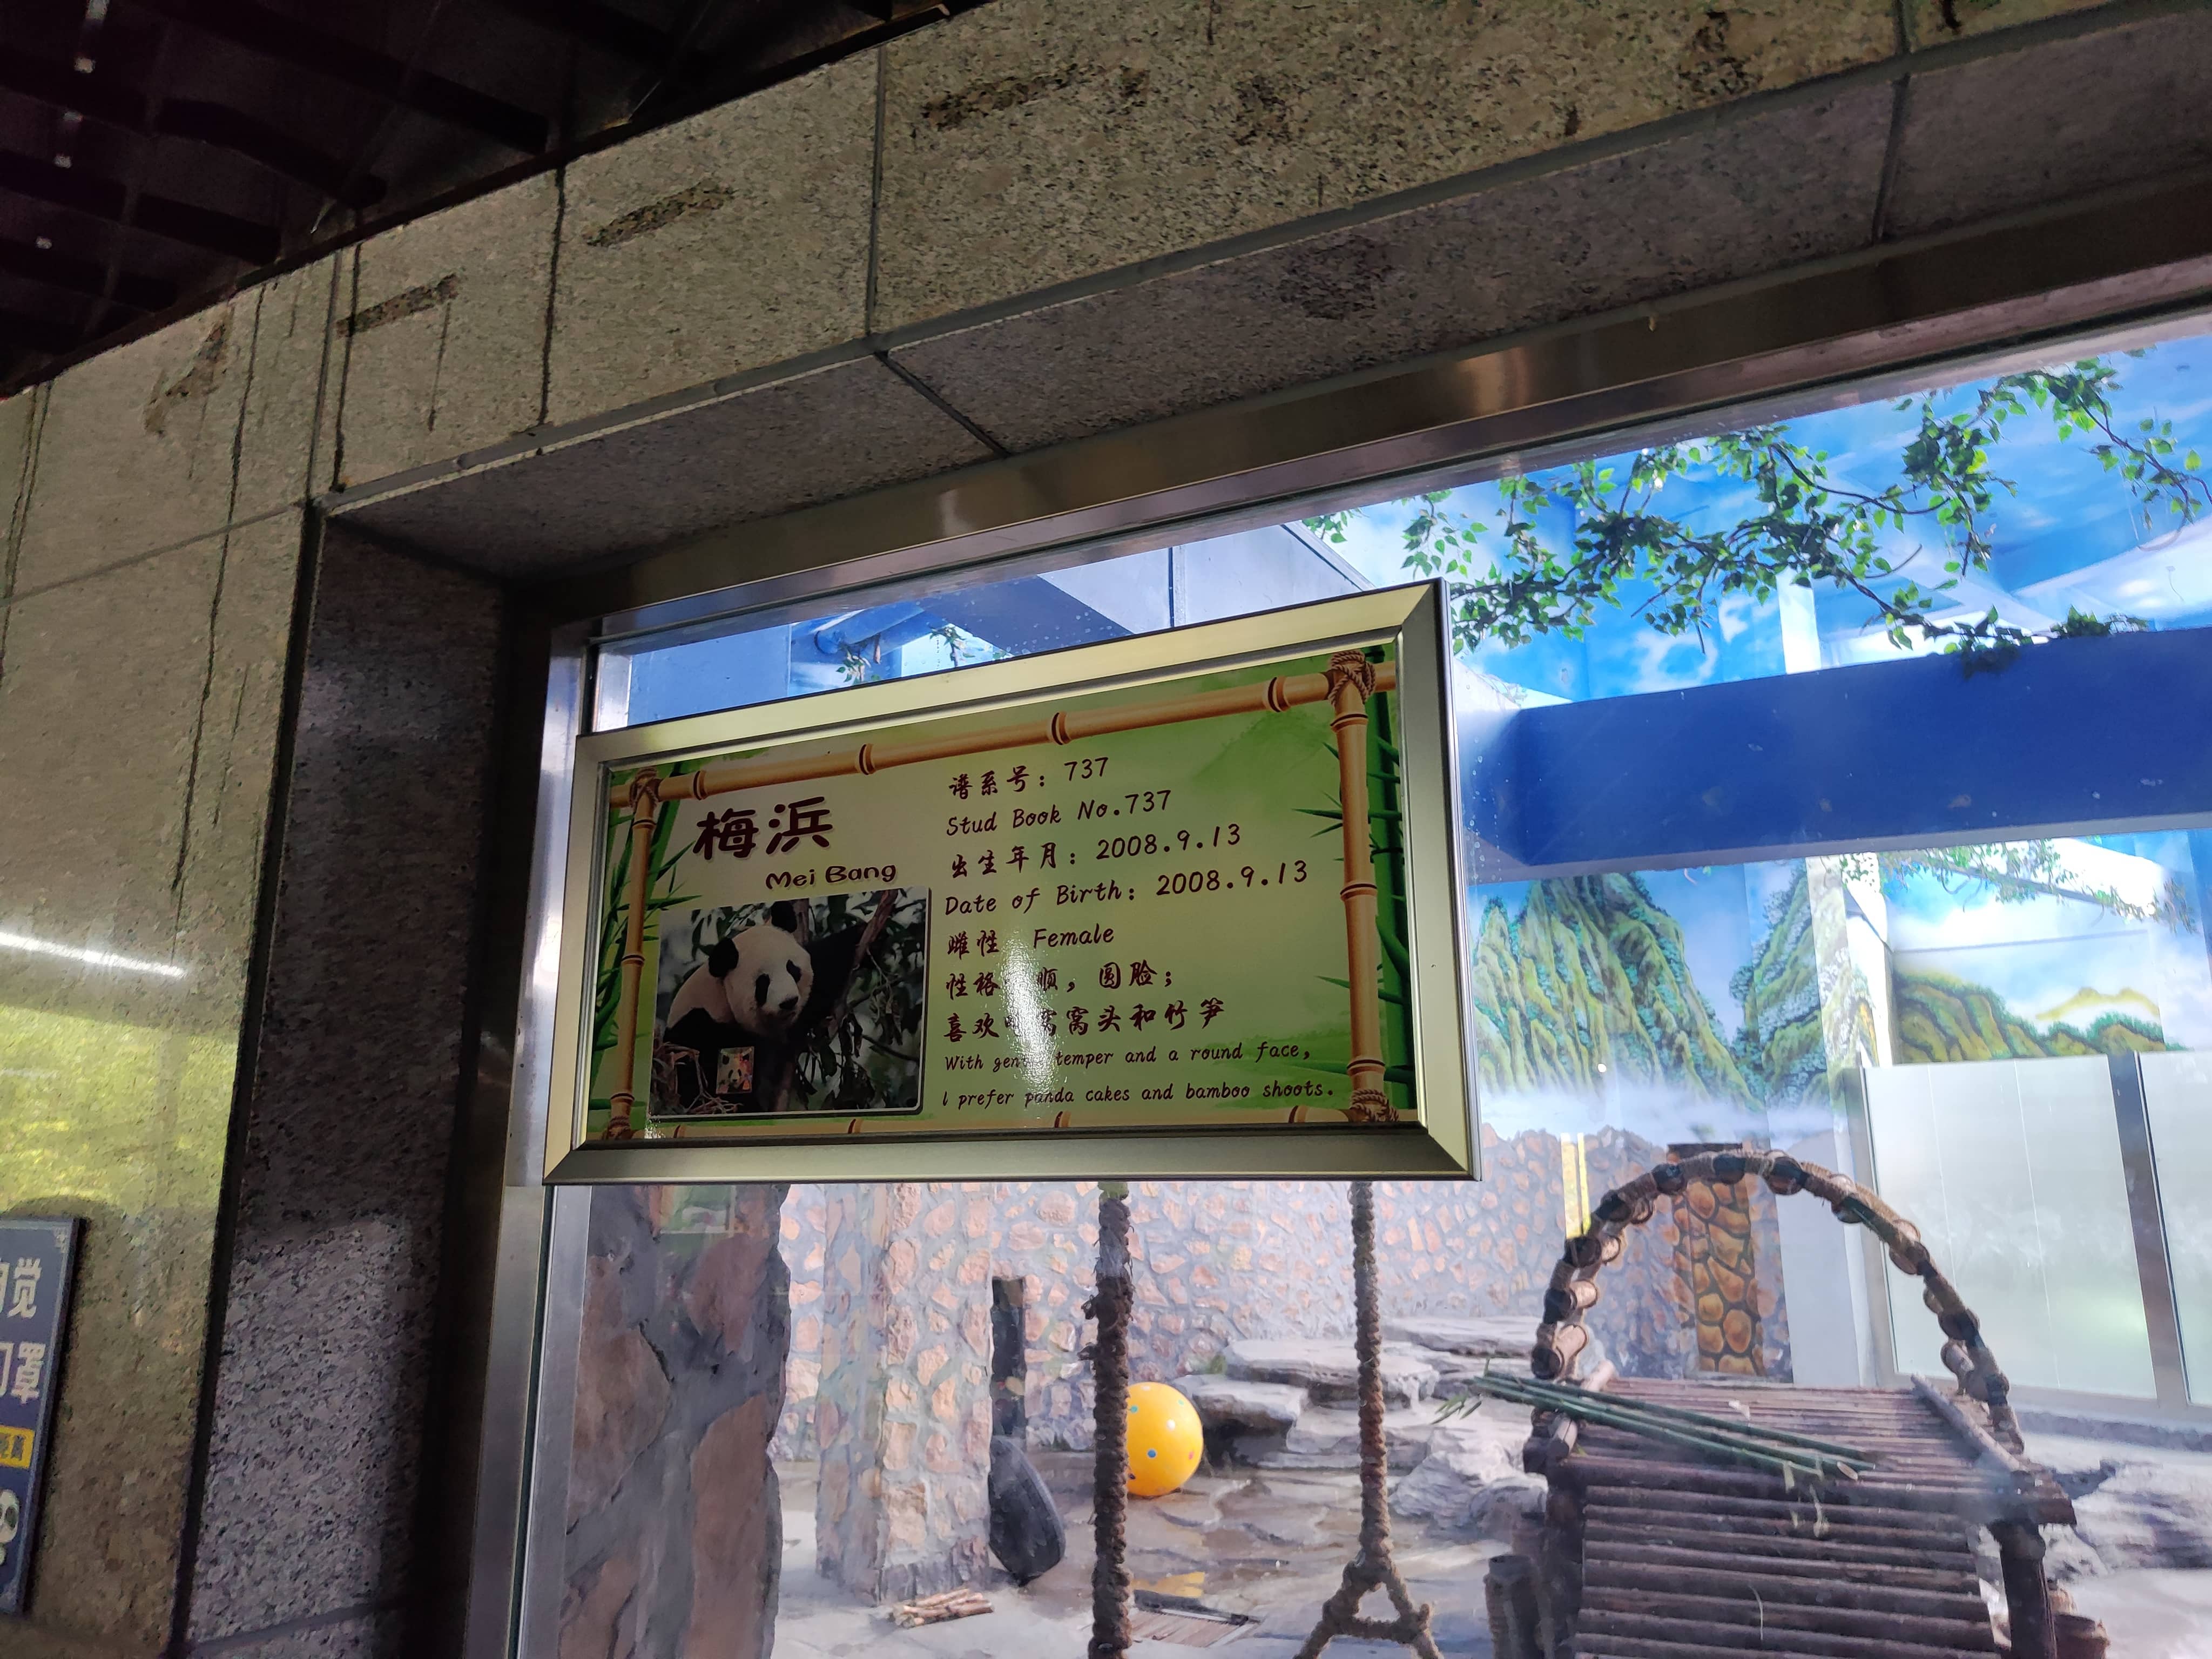 梅浜
Mei Bang
谱系号：737
Stud Book No.737
出生年月：2008.9.13
Date of Birth: 2008.9.13
雌性 Female
性格 顺，圆脸；
喜欢 窝头和竹笋
With temper and a round face,
l prefer panda cakes and bamboo shoots.
觉
罩